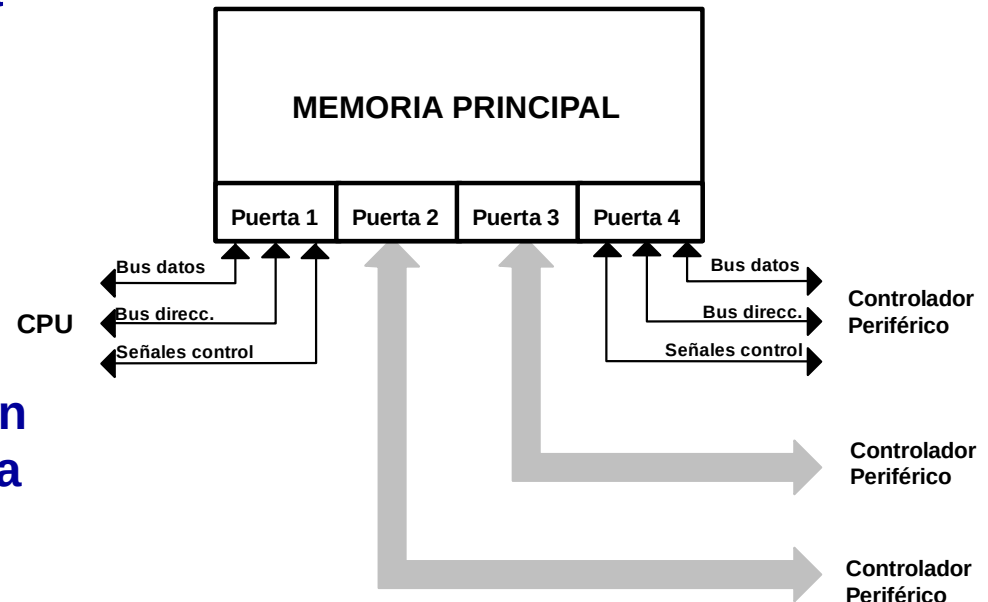 MEMORIA PRINCIPAL
Puerta 1
Puerta 2
Puerta 3
Puerta 4
Bus datos
Bus direcc.
Señales control
CPU
Bus datos
Bus direcc.
Señales control
Controlador
Periférico
n
a
Controlador
Periférico
Controlador
Periférico